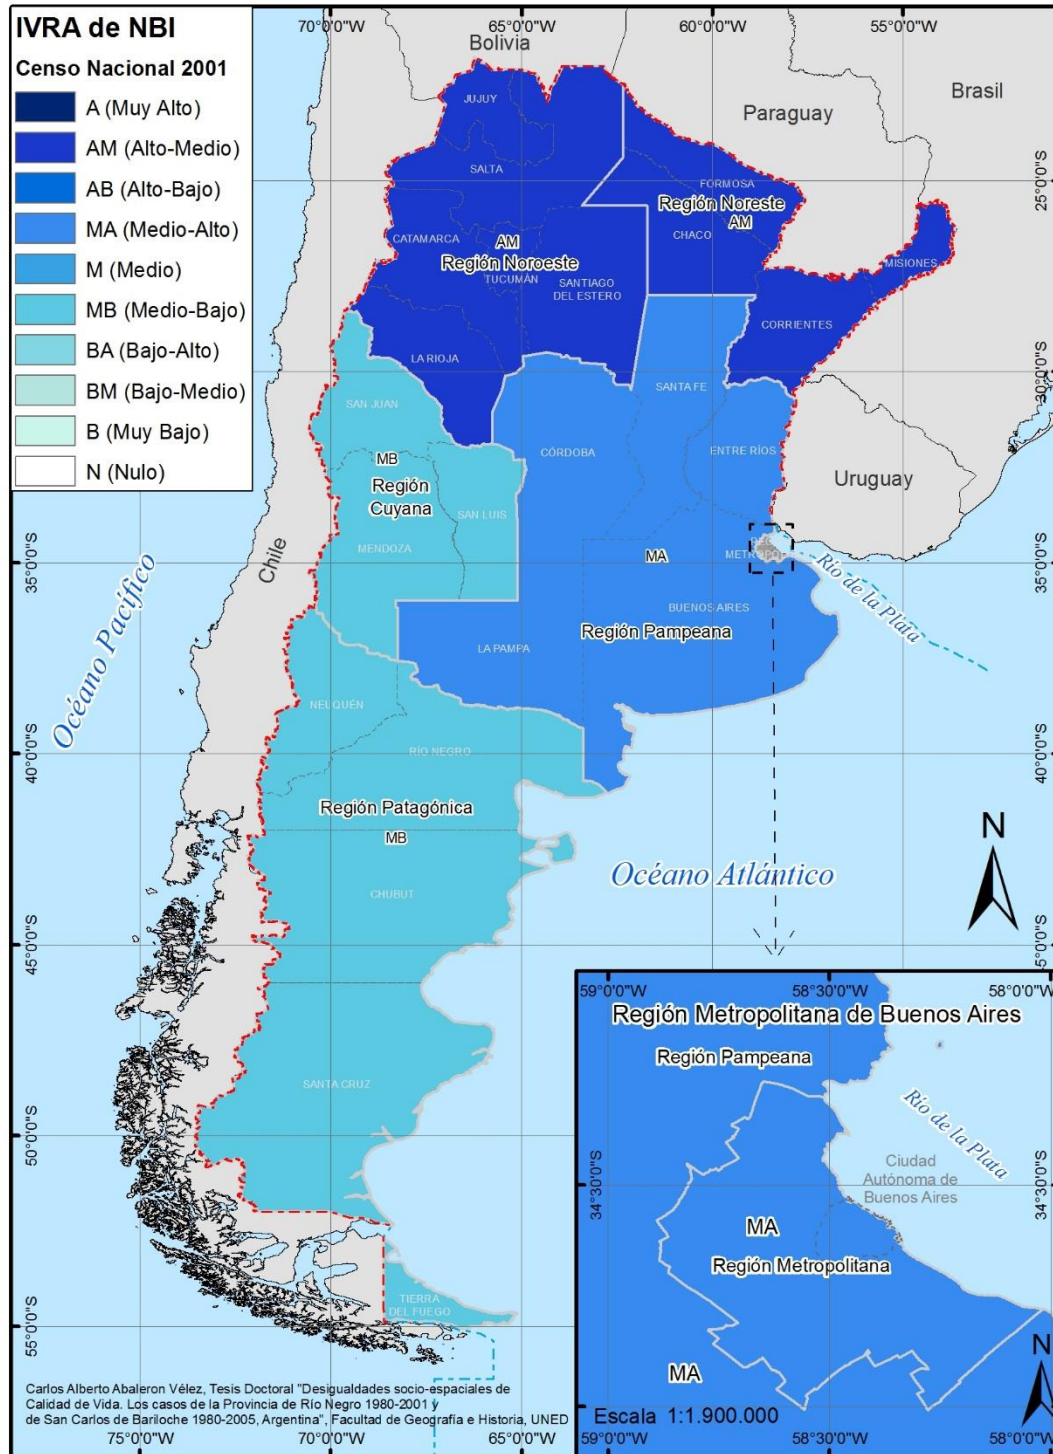 IVRA de NBI
Censo Nacional 2001
A (Muy Alto)
AM (Alto-Medio)
AB (Alto-Bajo)
MA (Medio-Alto)
M (Medio)
MB (Medio-Bajo)
BA (Bajo-Alto)
BM (Bajo-Medio)
B (Muy Bajo)
N (Nulo)
70°0'0"W
65°0'0"W
60°0'0"W
55°0'0"W
Bolivia
Paraguay
Brasil
JUJUY
SALTA
FORMOSA
Región Noreste
AM
CHACO
25°0'0"S
CATAMARCA
AM
Región Noroeste
TUCUMÁN
SANTIAGO
DEL ESTERO
MISIONES
CORRIENTES
LA RIOJA
30°0'0"S
SAN JUAN
SANTA FE
CÓRDOBA
ENTRE RÍOS
MB
Región
Cuyana
SAN LUIS
MENDOZA
Uruguay
Chile
Océano Pacífico
35°0'0"S
35°0'0"S
MA
METROPOL
Río de la Plata
BUENOS AIRES
Región Pampeana
LA PAMPA
NEUQUÉN
RÍO NEGRO
40°0'0"S
40°0'0"S
Región Patagónica
MB
CHUBUT
Océano Atlántico
N
45°0'0"S
5°0'0"S
SANTA CRUZ
50°0'0"S
TIERRA
DEL FUEGO
55°0'0"S
59°0'0"W
58°30'0"W
58°0'0"W
Región Metropolitana de Buenos Aires
Región Pampeana
Río de la Plata
Ciudad
Autónoma de
Buenos Aires
34°30'0"S
34°30'0"S
MA
Región Metropolitana
MA
N
Escala 1:1.900.000
59°0'0"W
58°30'0"W
Carlos Alberto Abaleron Vélez, Tesis Doctoral "Desigualdades socio-espaciales de
Calidad de Vida. Los casos de la Provincia de Río Negro 1980-2001 y
de San Carlos de Bariloche 1980-2005, Argentina", Facultad de Geografía e Historia, UNED
75°0'0"W
70°0'0"W
65°0'0"W